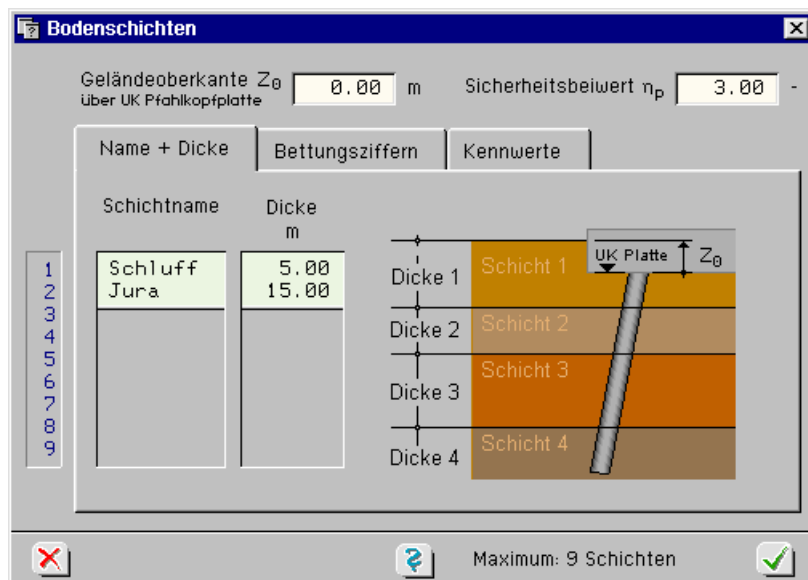 Bodenschichten
Geländeoberkante Z₀
über UK Pfahlkopfplatte
0.00 m
Sicherheitsbeiwert ηₚ 3.00 -
Name + Dicke
Bettungsziffern
Kennwerte
Schichtname
Dicke
m
1 Schluff 5.00
2 Jura 15.00
3
4
5
6
7
8
9
UK Platte Z₀
Dicke 1 Schicht 1
Dicke 2 Schicht 2
Dicke 3 Schicht 3
Dicke 4 Schicht 4
Maximum: 9 Schichten